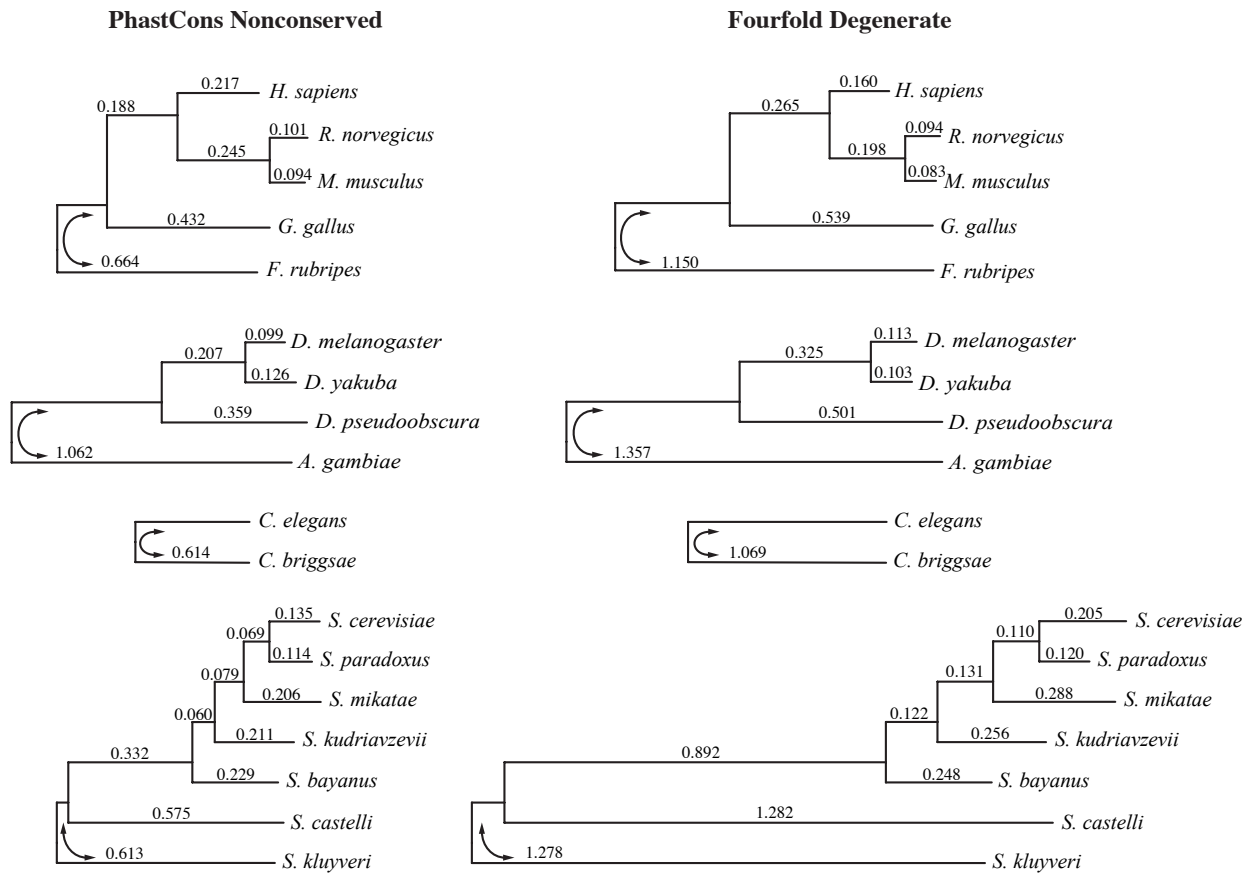 PhastCons Nonconserved
0.217
H. sapiens
0.188
0.101
R. norvegicus
0.245
0.094
M. musculus
0.432
G. gallus
0.664
F. rubripes
0.099
D. melanogaster
0.207
0.126
D. yakuba
0.359
D. pseudoobscura
1.062
A. gambiae
C. elegans
0.614
C. briggsae
0.135
S. cerevisiae
0.069
0.114
S. paradoxus
0.079
0.206
S. mikatae
0.060
0.211
S. kudriavzevii
0.332
0.229
S. bayanus
0.575
S. castelli
0.613
S. kluyveri
Fourfold Degenerate
0.160
H. sapiens
0.265
0.094
R. norvegicus
0.198
0.083
M. musculus
0.539
G. gallus
1.150
F. rubripes
0.113
D. melanogaster
0.325
0.103
D. yakuba
0.501
D. pseudoobscura
1.357
A. gambiae
C. elegans
1.069
C. briggsae
0.205
S. cerevisiae
0.110
0.120
S. paradoxus
0.131
0.288
S. mikatae
0.122
0.256
S. kudriavzevii
0.892
0.248
S. bayanus
1.282
S. castelli
1.278
S. kluyveri